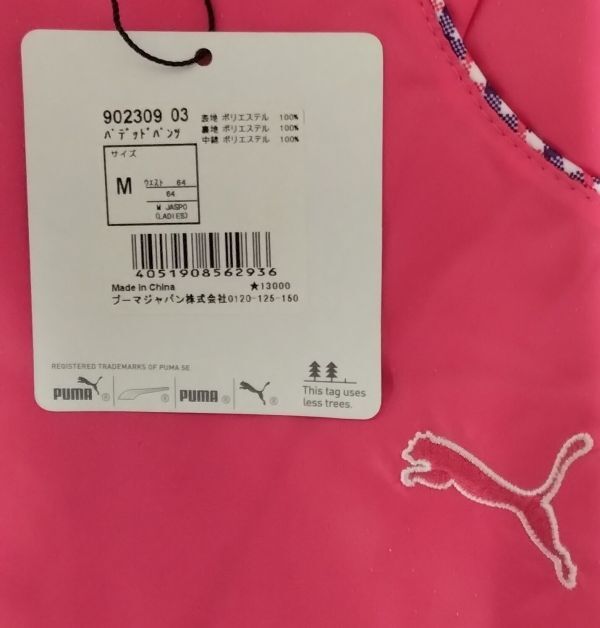 902309 03
ﾊﾟﾃﾞｯﾄﾞﾊﾟﾝﾂ
表地 ポリエステル 100%
裏地 ポリエステル 100%
中綿 ポリエステル 100%
サイズ
M
ウエスト 64
64
M JASPO
(LADIES)
4051908562936
Made in China ★13000
プーマジャパン株式会社0120-125-150
REGISTERED TRADEMARKS OF PUMA SE
PUMA ® ® PUMA ® ®
This tag uses
less trees.